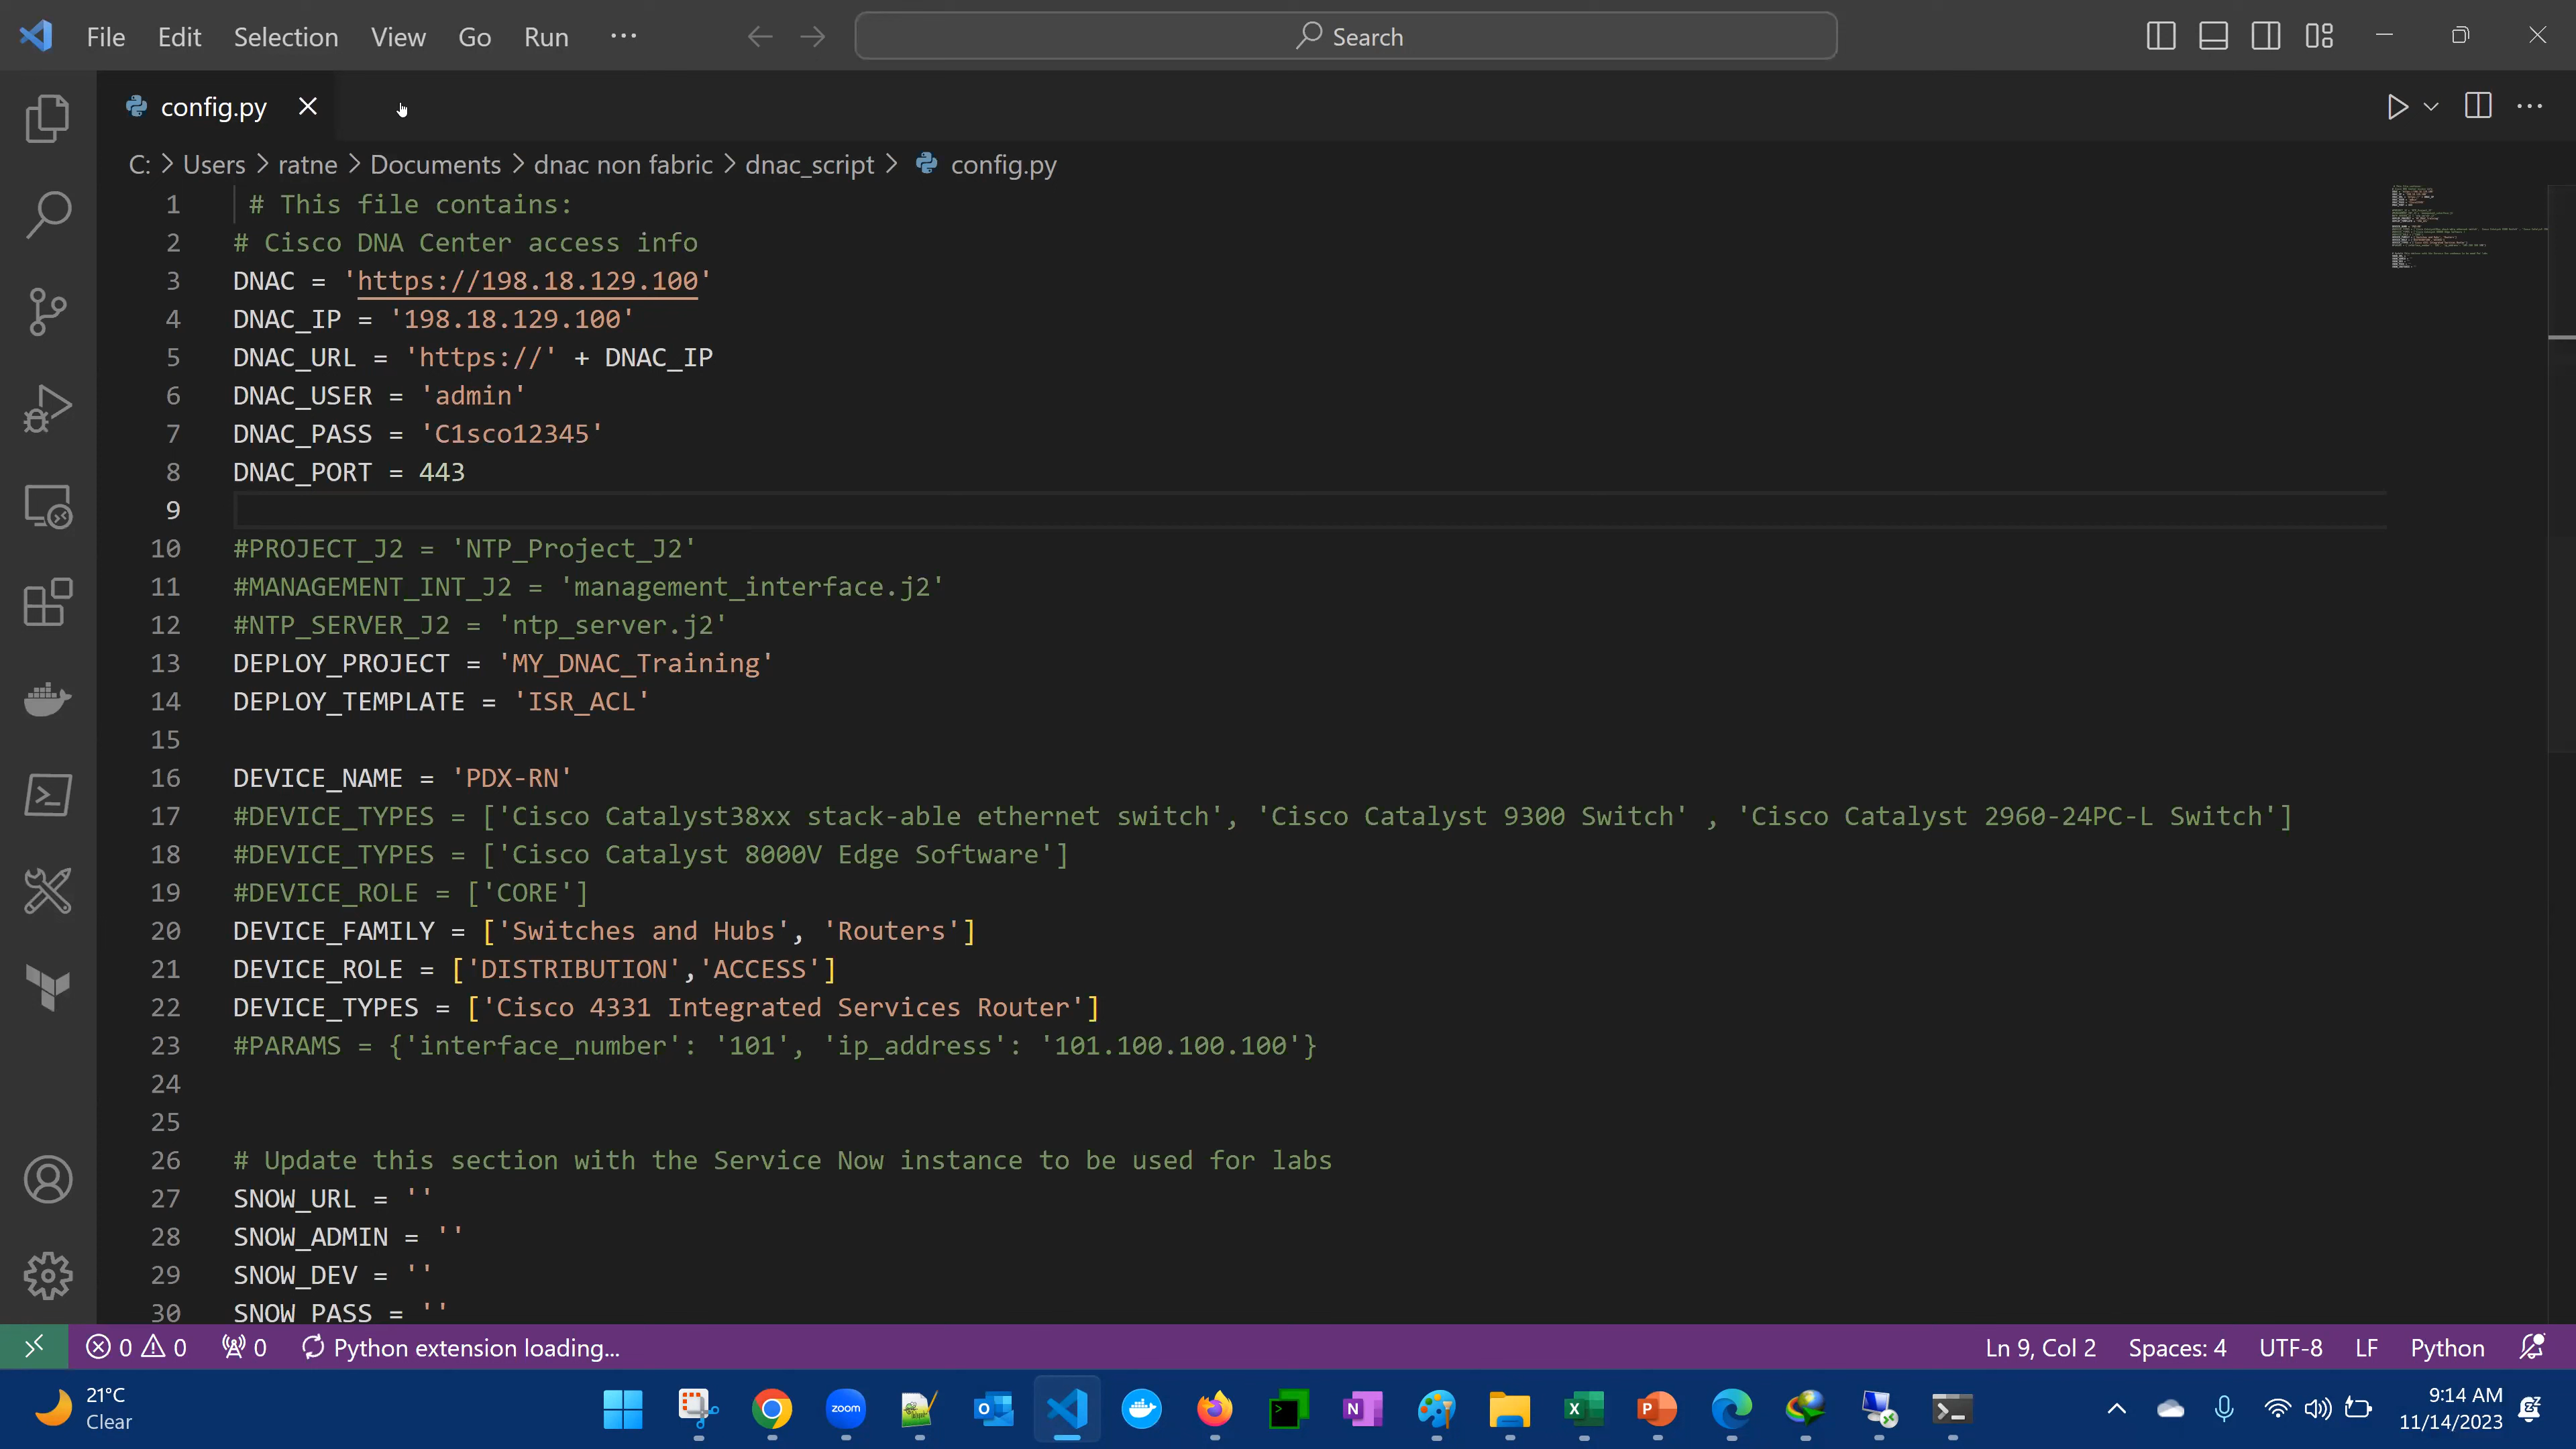 File Edit Selection View Go Run ... Search
config.py
C: > Users > ratne > Documents > dnac non fabric > dnac_script > config.py
1 # This file contains:
2 # Cisco DNA Center access info
3 DNAC = 'https://198.18.129.100'
4 DNAC_IP = '198.18.129.100'
5 DNAC_URL = 'https://' + DNAC_IP
6 DNAC_USER = 'admin'
7 DNAC_PASS = 'C1sco12345'
8 DNAC_PORT = 443
9
10 #PROJECT_J2 = 'NTP_Project_J2'
11 #MANAGEMENT_INT_J2 = 'management_interface.j2'
12 #NTP_SERVER_J2 = 'ntp_server.j2'
13 DEPLOY_PROJECT = 'MY_DNAC_Training'
14 DEPLOY_TEMPLATE = 'ISR_ACL'
15
16 DEVICE_NAME = 'PDX-RN'
17 #DEVICE_TYPES = ['Cisco Catalyst38xx stack-able ethernet switch', 'Cisco Catalyst 9300 Switch' , 'Cisco Catalyst 2960-24PC-L Switch']
18 #DEVICE_TYPES = ['Cisco Catalyst 8000V Edge Software']
19 #DEVICE_ROLE = ['CORE']
20 DEVICE_FAMILY = ['Switches and Hubs', 'Routers']
21 DEVICE_ROLE = ['DISTRIBUTION','ACCESS']
22 DEVICE_TYPES = ['Cisco 4331 Integrated Services Router']
23 #PARAMS = {'interface_number': '101', 'ip_address': '101.100.100.100'}
24
25
26 # Update this section with the Service Now instance to be used for labs
27 SNOW_URL = ''
28 SNOW_ADMIN = ''
29 SNOW_DEV = ''
30 SNOW_PASS = ''
0 0 0 Python extension loading... Ln 9, Col 2 Spaces: 4 UTF-8 LF Python
21°C
Clear
zoom
9:14 AM
11/14/2023